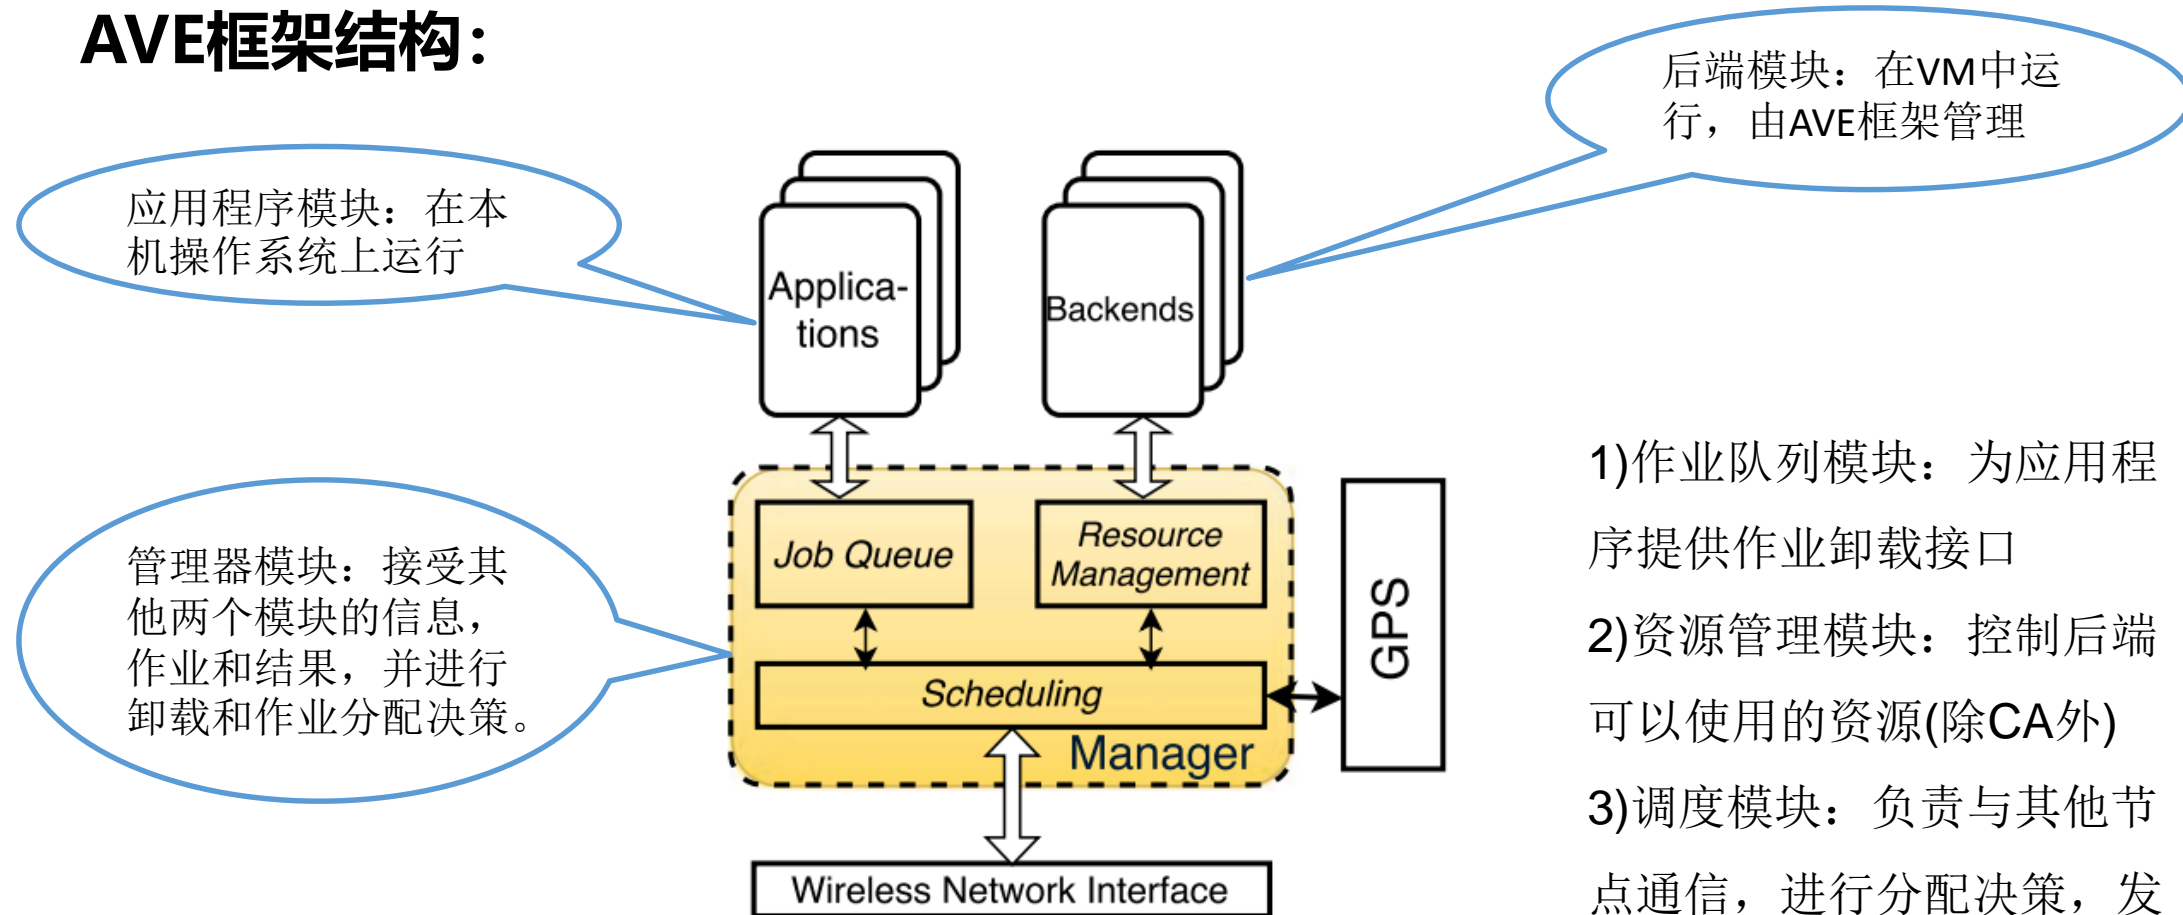 AVE框架结构：
后端模块：在VM中运
行，由AVE框架管理
应用程序模块：在本
机操作系统上运行
Applica-
tions
Backends
管理器模块：接受其
他两个模块的信息，
作业和结果，并进行
卸载和作业分配决策。
Job Queue
Resource
Management
Scheduling
Manager
GPS
Wireless Network Interface
1)作业队列模块：为应用程
序提供作业卸载接口
2)资源管理模块：控制后端
可以使用的资源(除CA外)
3)调度模块：负责与其他节
点通信，进行分配决策，发